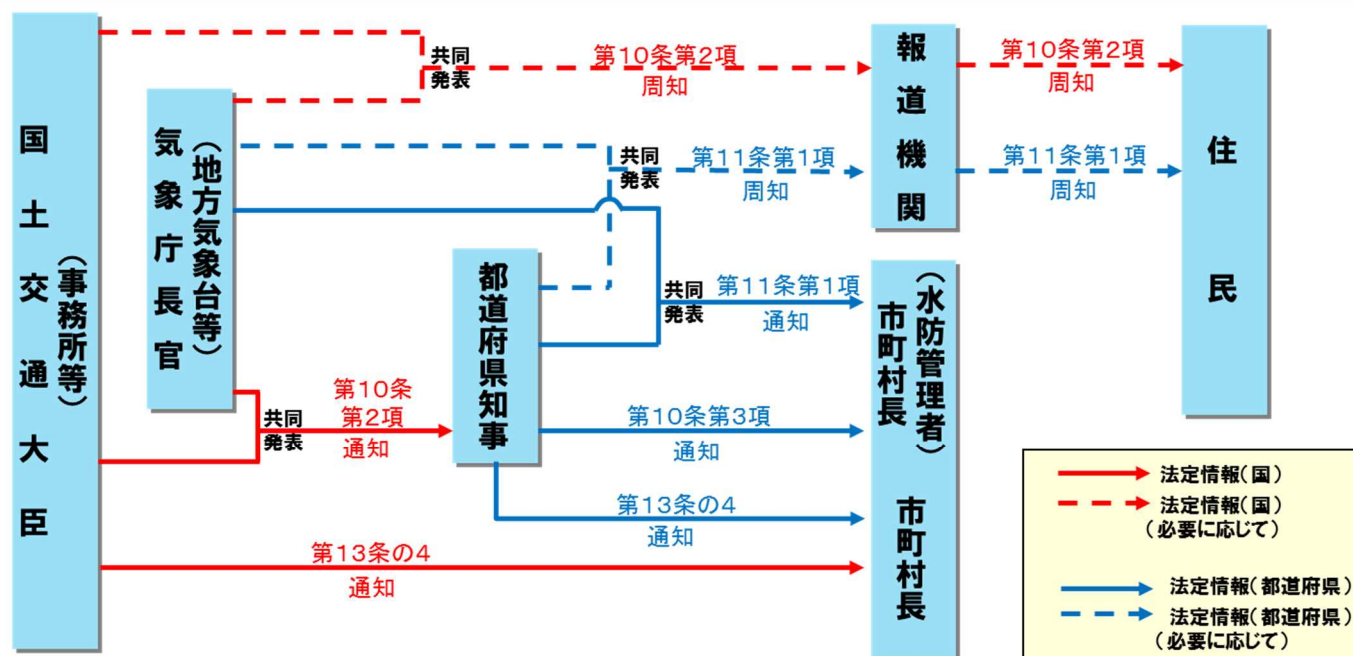 国土交通大臣
（事務所等）
気象庁長官
（地方気象台等）
共同
発表
第10条第2項
周知
報道機関
第10条第2項
周知
住民
共同
発表
第11条第1項
周知
第11条第1項
周知
都道府県知事
共同
発表
第11条第1項
通知
市町村長
（水防管理者）
共同
発表
第10条
第2項
通知
第10条第3項
通知
第13条の4
通知
市町村長
第13条の4
通知
法定情報（国）
法定情報（国）
（必要に応じて）
法定情報（都道府県）
法定情報（都道府県）
（必要に応じて）